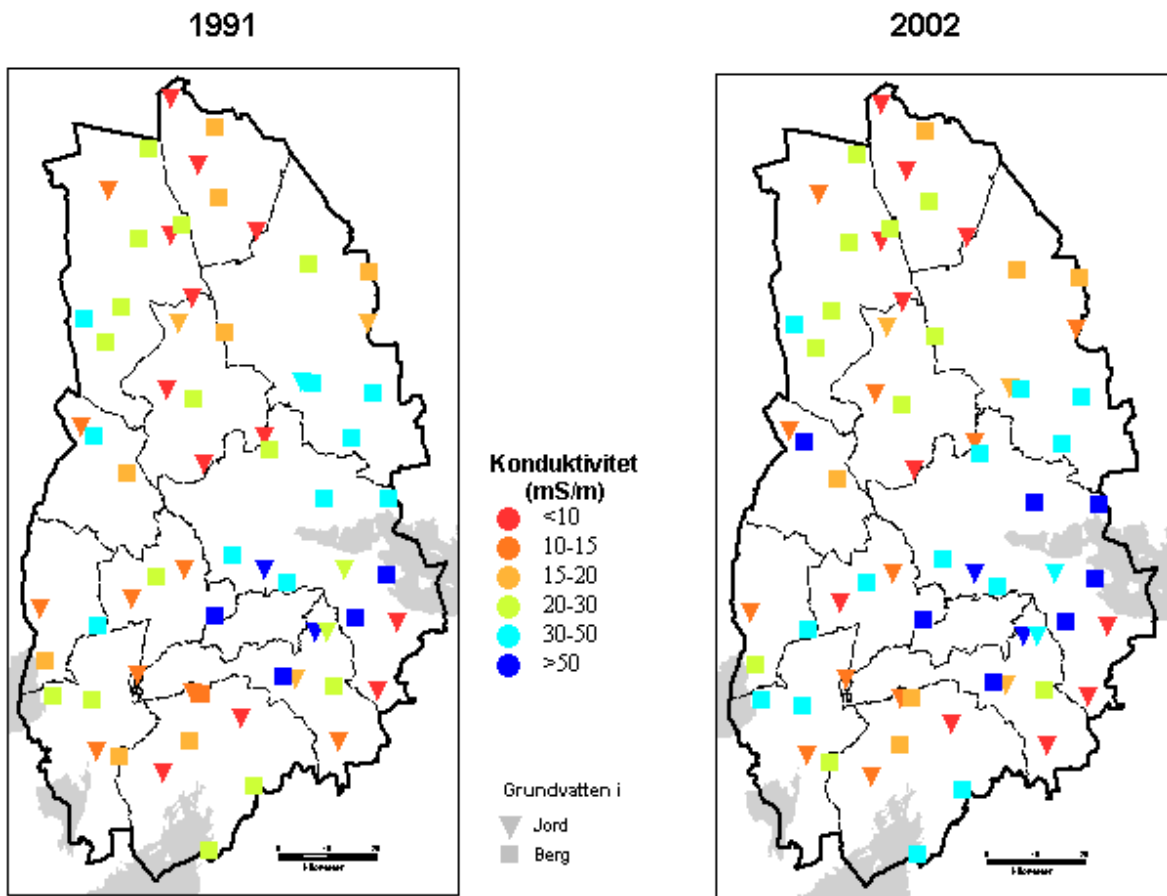 1991
2002
Konduktivitet
(mS/m)
<10
10-15
15-20
20-30
30-50
>50
Grundvatten i
Jord
Berg